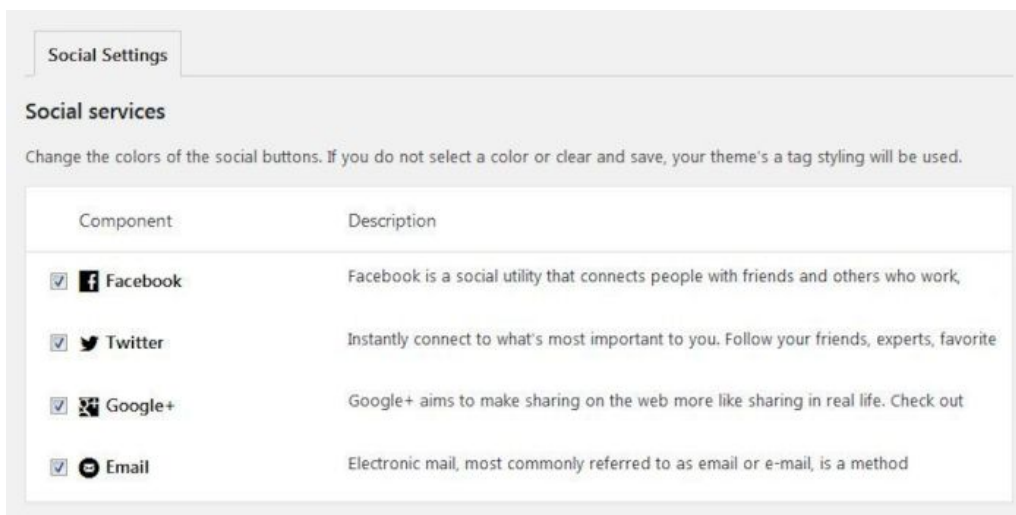 Social Settings
Social services
Change the colors of the social buttons. If you do not select a color or clear and save, your theme's a tag styling will be used.
Component Description
Facebook Facebook is a social utility that connects people with friends and others who work,
Twitter Instantly connect to what's most important to you. Follow your friends, experts, favorite
Google+ Google+ aims to make sharing on the web more like sharing in real life. Check out
Email Electronic mail, most commonly referred to as email or e-mail, is a method